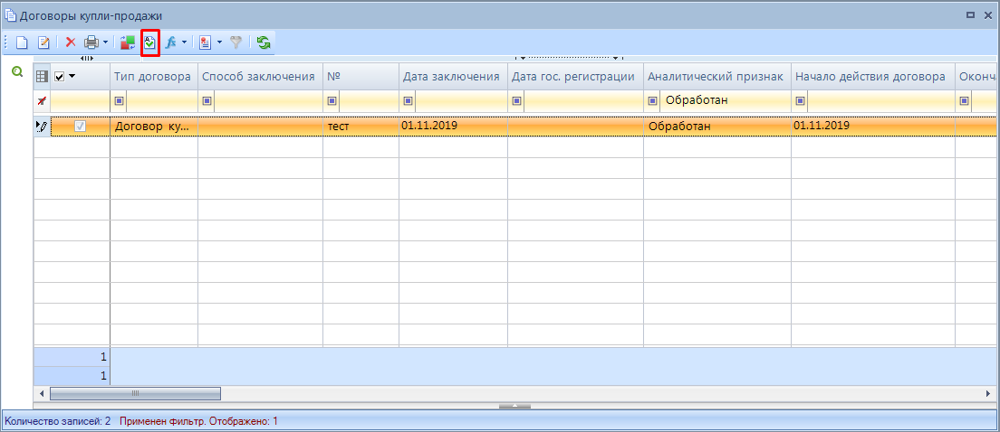 Договоры купли-продажи
Тип договора Способ заключения № Дата заключения Дата гос. регистрации Аналитический признак Начало действия договора Оконча
Обработан
Договор ку... тест 01.11.2019 Обработан 01.11.2019
1
1
Количество записей: 2 Применен фильтр. Отображено: 1